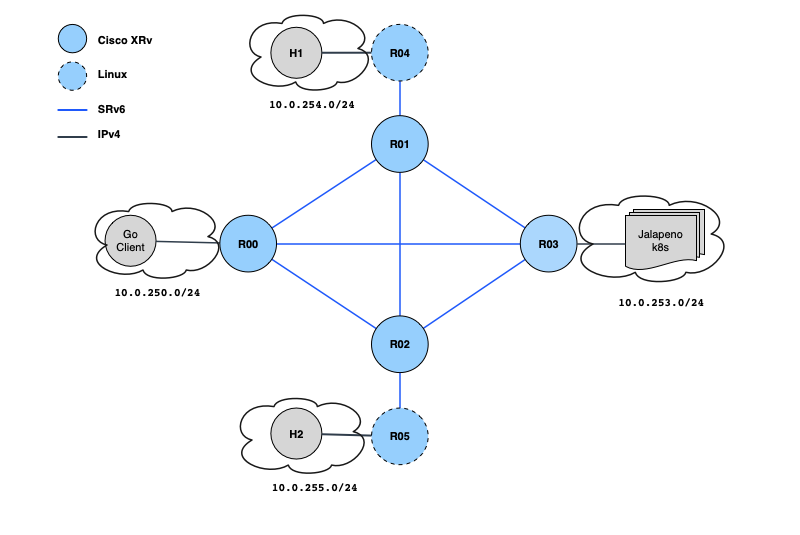 Cisco XRv
Linux
SRv6
IPv4
H1
R04
10.0.254.0/24
R01
Go
Client
R00
R03
Jalapeno
k8s
10.0.250.0/24
10.0.253.0/24
R02
H2
R05
10.0.255.0/24